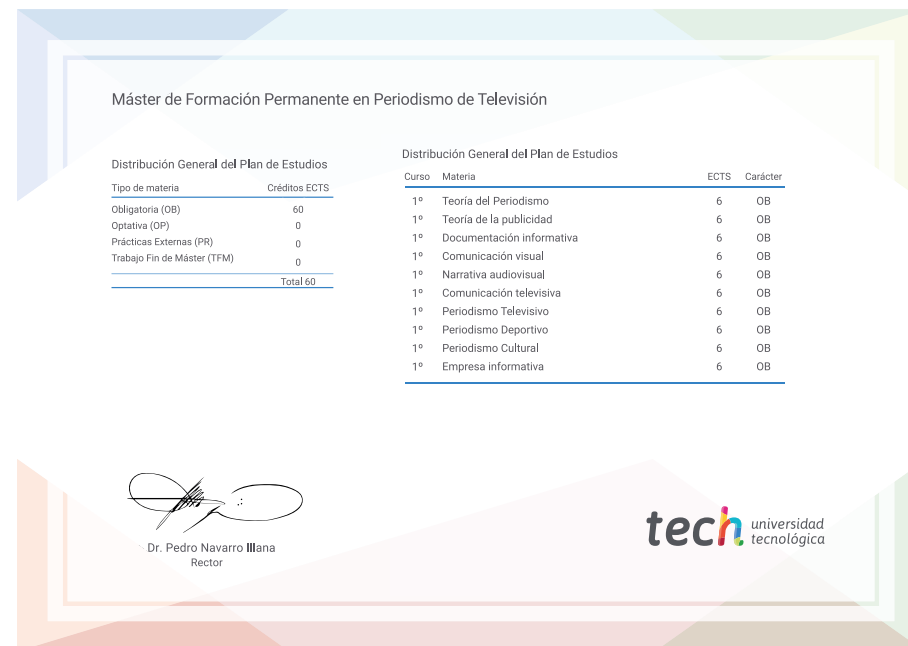 Máster de Formación Permanente en Periodismo de Televisión
Distribución General del Plan de Estudios
Tipo de materia Créditos ECTS
Obligatoria (OB) 60
Optativa (OP) 0
Prácticas Externas (PR) 0
Trabajo Fin de Máster (TFM) 0
Total 60
Distribución General del Plan de Estudios
Curso Materia ECTS Carácter
1º Teoría del Periodismo 6 OB
1º Teoría de la publicidad 6 OB
1º Documentación informativa 6 OB
1º Comunicación visual 6 OB
1º Narrativa audiovisual 6 OB
1º Comunicación televisiva 6 OB
1º Periodismo Televisivo 6 OB
1º Periodismo Deportivo 6 OB
1º Periodismo Cultural 6 OB
1º Empresa informativa 6 OB
Dr. Pedro Navarro Illana
Rector
tech universidad
tecnológica